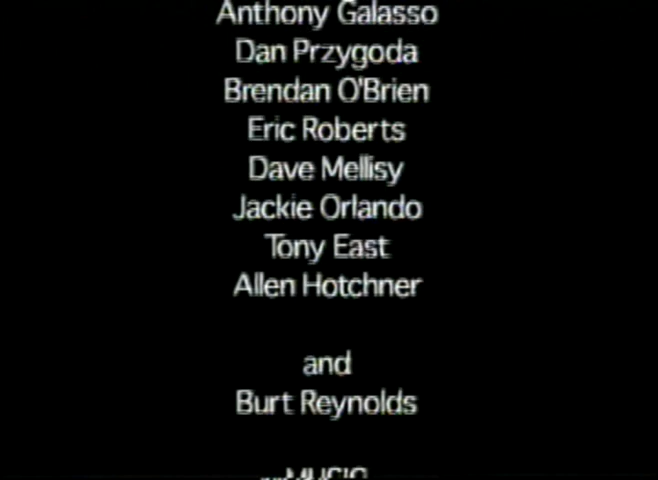 Anthony Galasso
Dan Przygoda
Brendan O'Brien
Eric Roberts
Dave Mellisy
Jackie Orlando
Tony East
Allen Hotchner
and
Burt Reynolds
MUSIC